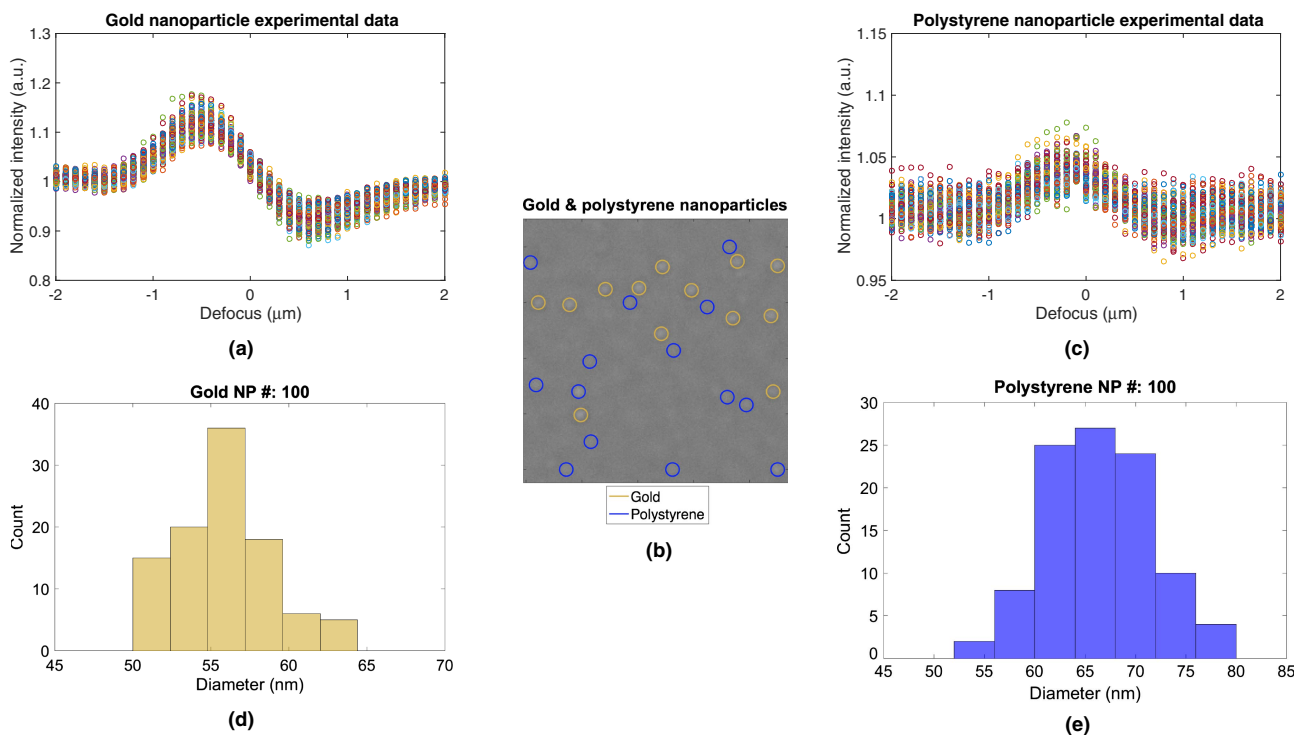 Gold nanoparticle experimental data
1.3
1.2
1.1
1
0.9
0.8
Normalized intensity (a.u.)
-2
-1
0
1
2
Defocus (μm)
(a)
Gold & polystyrene nanoparticles
Gold
Polystyrene
(b)
Polystyrene nanoparticle experimental data
1.15
1.1
1.05
1
0.95
Normalized intensity (a.u.)
-2
-1
0
1
2
Defocus (μm)
(c)
Gold NP #: 100
40
30
20
10
0
Count
45
50
55
60
65
70
Diameter (nm)
(d)
Polystyrene NP #: 100
30
25
20
15
10
5
0
Count
45
50
55
60
65
70
75
80
85
Diameter (nm)
(e)